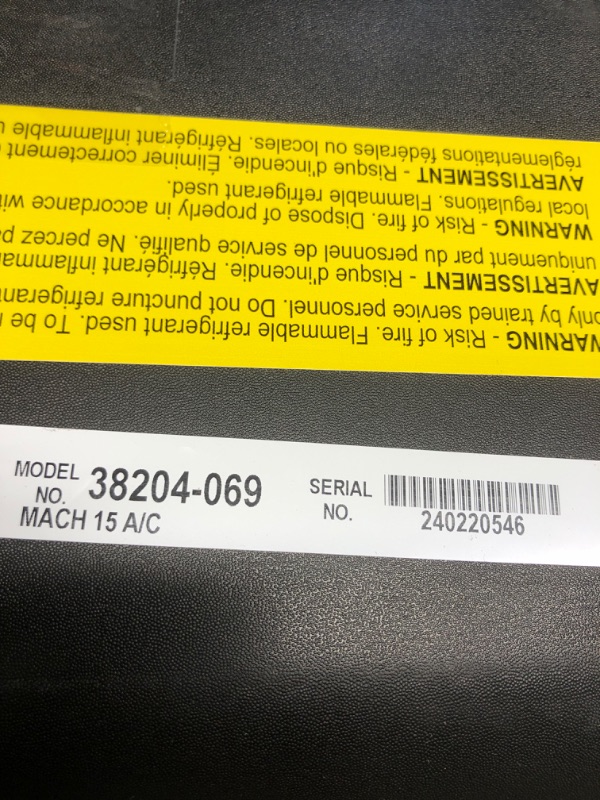 WARNING - Risk of fire. Flammable refrigerant used. To be
only by trained service personnel. Do not puncture refrigerant
AVERTISSEMENT - Risque d'incendie. Réfrigérant inflammable
uniquement par du personnel de service qualifié. Ne percez
WARNING - Risk of fire. Dispose of properly in accordance
local regulations. Flammable refrigerant used.
AVERTISSEMENT - Risque d'incendie. Éliminer correctement
réglementations fédérales ou locales. Réfrigérant inflammable
MODEL NO. 38204-069 SERIAL NO. 240220546
MACH 15 A/C